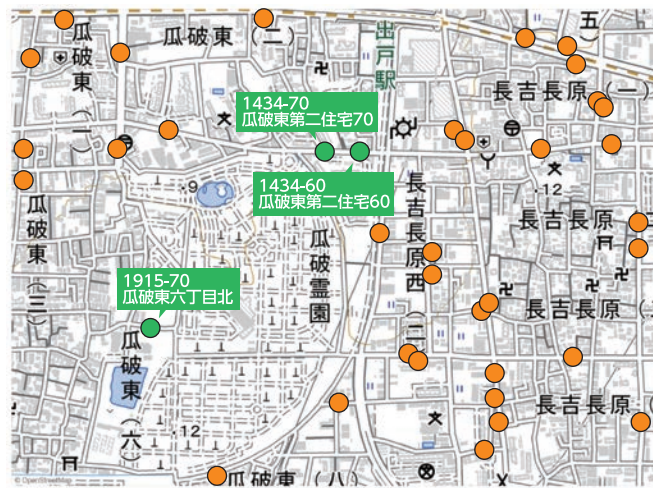 瓜破東(二)
出戸駅
五)
瓜破東(一)
長吉長原(一)
1434-70
瓜破東第二住宅70
1434-60
瓜破東第二住宅60
・9
・12
長吉長原西(二)
長吉長原(二
瓜破東(三)
瓜破霊園
1915-70
瓜破東六丁目北
長吉長原(
瓜破東(六)
長吉長原(
・12
瓜破東(八)
© OpenStreetMap